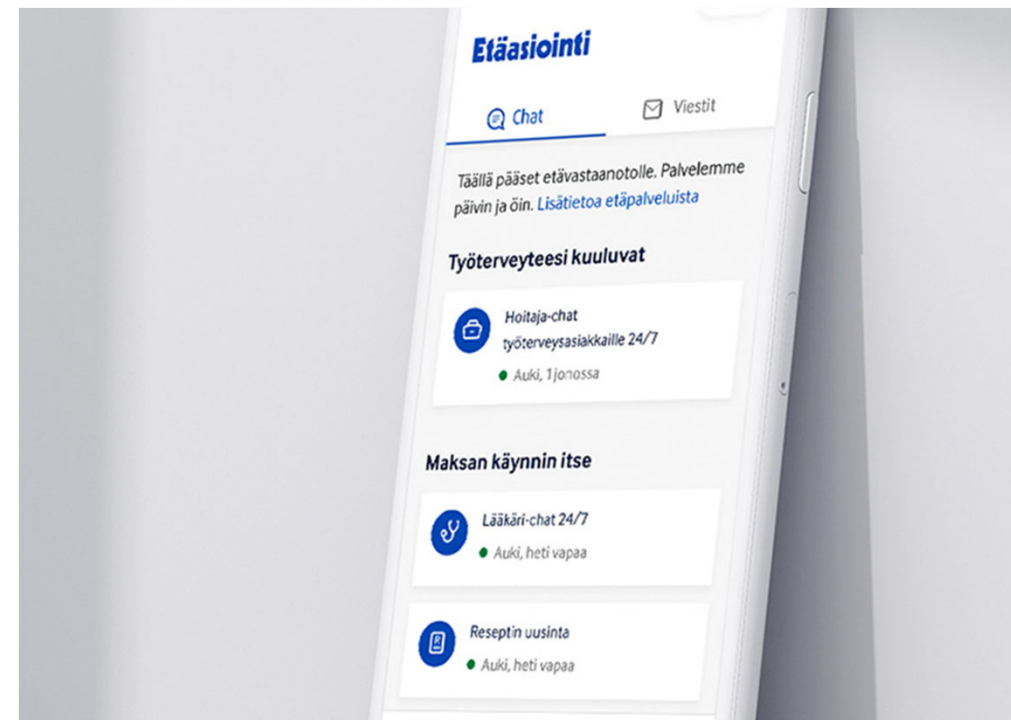 Etäasiointi
Chat
Viestit
Täällä pääset etävastaanotolle. Palvelemme
päivin ja öin. Lisätietoa etäpalveluista
Työterveyteesi kuuluvat
Hoitaja-chat
työterveysasiakkaille 24/7
Auki, 1 jonossa
Maksan käynnin itse
Lääkäri-chat 24/7
Auki, heti vapaa
Reseptin uusinta
Auki, heti vapaa